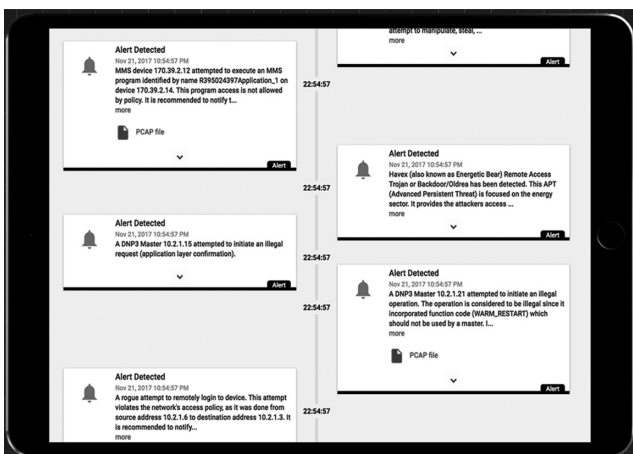 attempt to manipulate, steal, ...
more
Alert
Alert Detected
Nov 21, 2017 10:54:57 PM
MMS device 170.39.2.12 attempted to execute an MMS
program identified by name R395024397Application_1 on
device 170.39.2.14. This program access is not allowed
by policy. It is recommended to notify t...
more
PCAP file
Alert
22:54:57
22:54:57
Alert Detected
Nov 21, 2017 10:54:57 PM
Havex (also known as Energetic Bear) Remote Access
Trojan or Backdoor/Oldrea has been detected. This APT
(Advanced Persistent Threat) is focused on the energy
sector. It provides the attackers access ...
more
Alert
Alert Detected
Nov 21, 2017 10:54:57 PM
A DNP3 Master 10.2.1.15 attempted to initiate an illegal
request (application layer confirmation).
Alert
22:54:57
22:54:57
Alert Detected
Nov 21, 2017 10:54:57 PM
A DNP3 Master 10.2.1.21 attempted to initiate an illegal
operation. The operation is considered to be illegal since it
incorporated function code (WARM_RESTART) which
should not be used by a master. I...
more
PCAP file
Alert
Alert Detected
Nov 21, 2017 10:54:57 PM
A rogue attempt to remotely login to device. This attempt
violates the network's access policy, as it was done from
source address 10.2.1.6 to destination address 10.2.1.3. It
is recommended to notify...
more
22:54:57